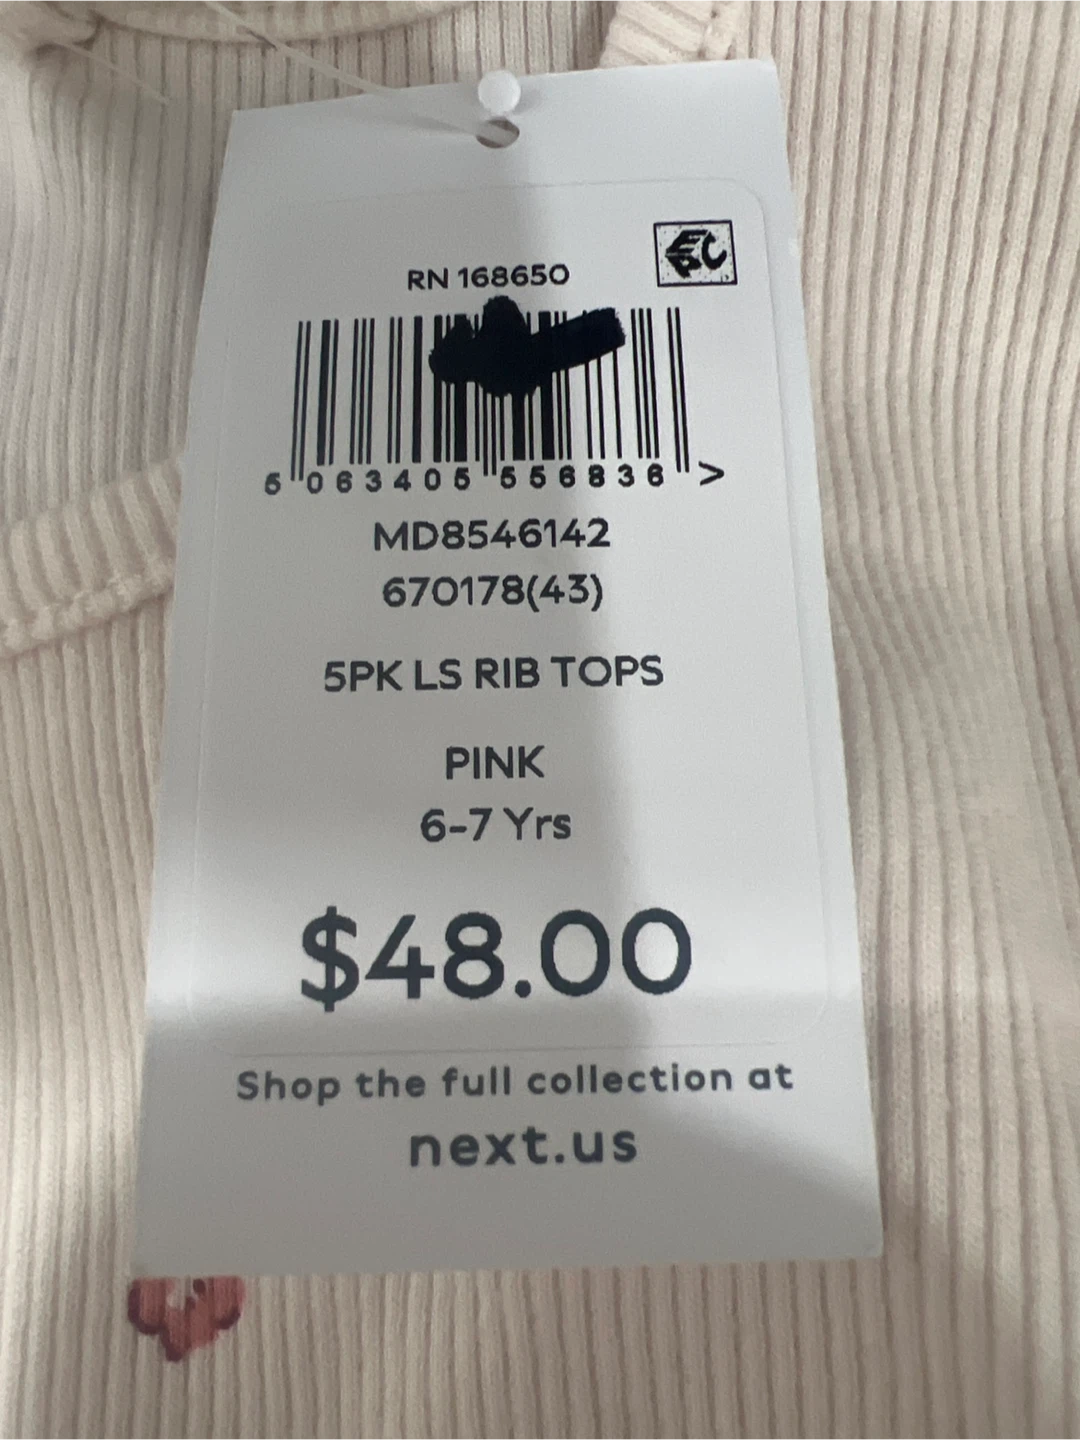 EPC
RN 168650
5 063405 556836 >
MD8546142
670178(43)
5PK LS RIB TOPS
PINK
6-7 Yrs
$48.00
Shop the full collection at
next.us